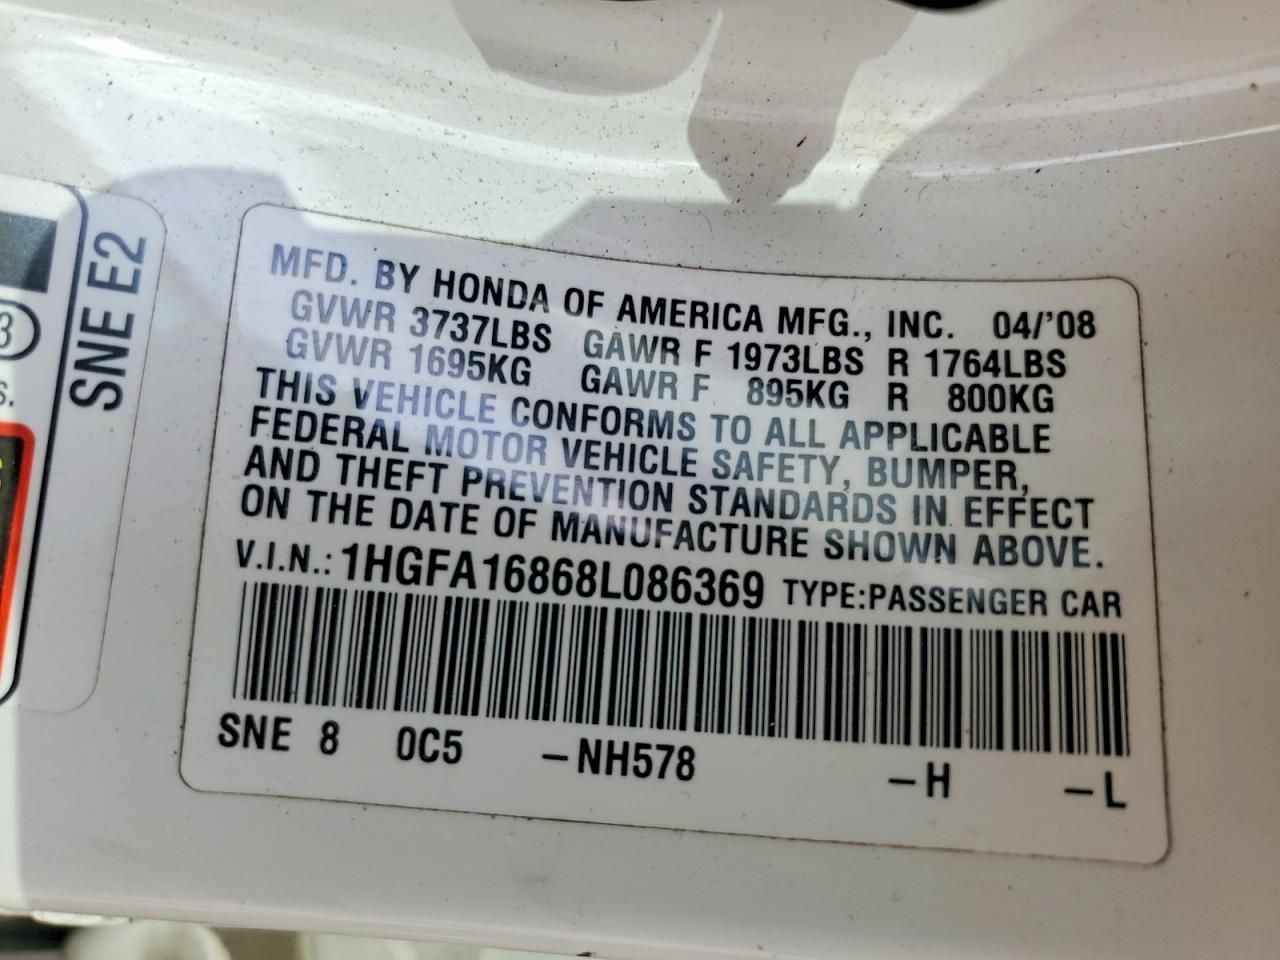 MFD. BY HONDA OF AMERICA MFG., INC. 04/'08
GVWR 3737LBS GAWR F 1973LBS R 1764LBS
GVWR 1695KG GAWR F 895KG R 800KG
THIS VEHICLE CONFORMS TO ALL APPLICABLE
FEDERAL MOTOR VEHICLE SAFETY, BUMPER,
AND THEFT PREVENTION STANDARDS IN EFFECT
ON THE DATE OF MANUFACTURE SHOWN ABOVE.
V.I.N.: 1HGFA16868L086369 TYPE:PASSENGER CAR
SNE 8 0C5 –NH578 –H –L
SNE E2
3